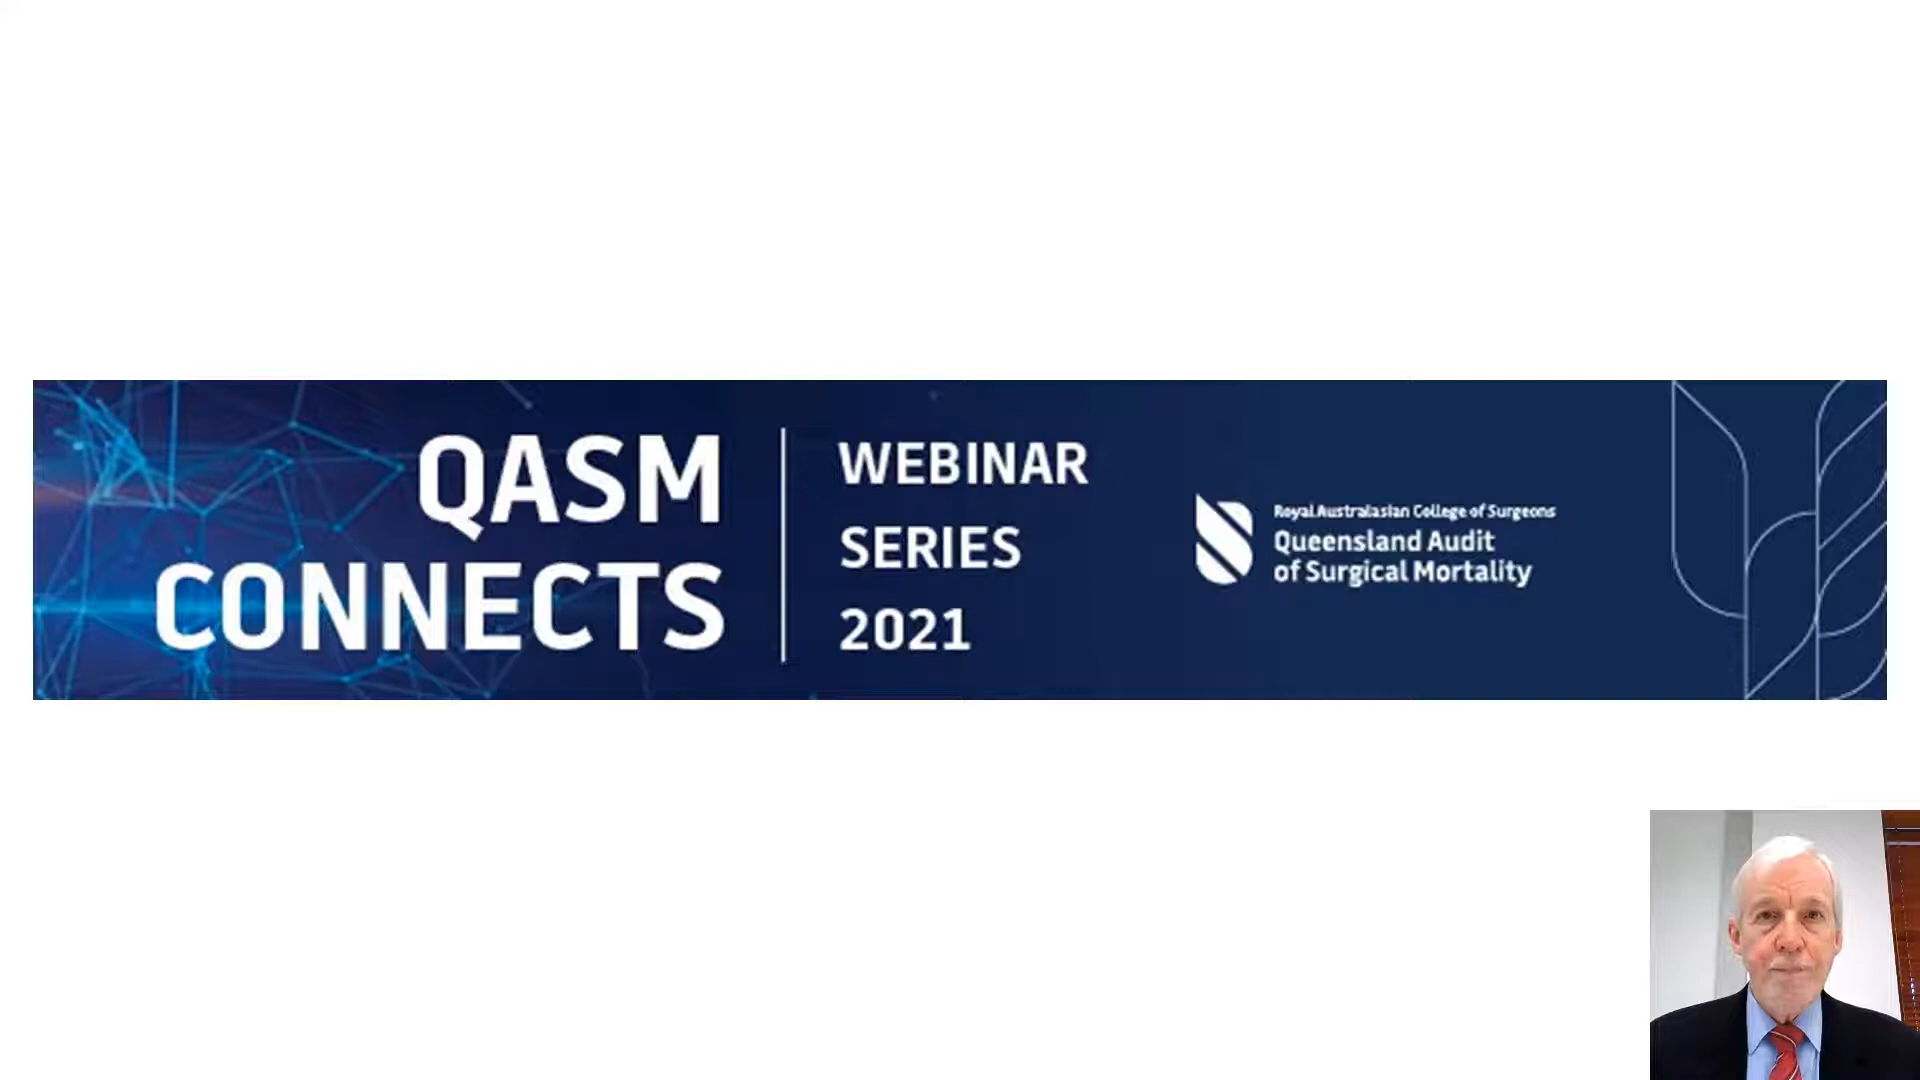 QASM
CONNECTS
WEBINAR
SERIES
2021
Royal Australasian College of Surgeons
Queensland Audit
of Surgical Mortality